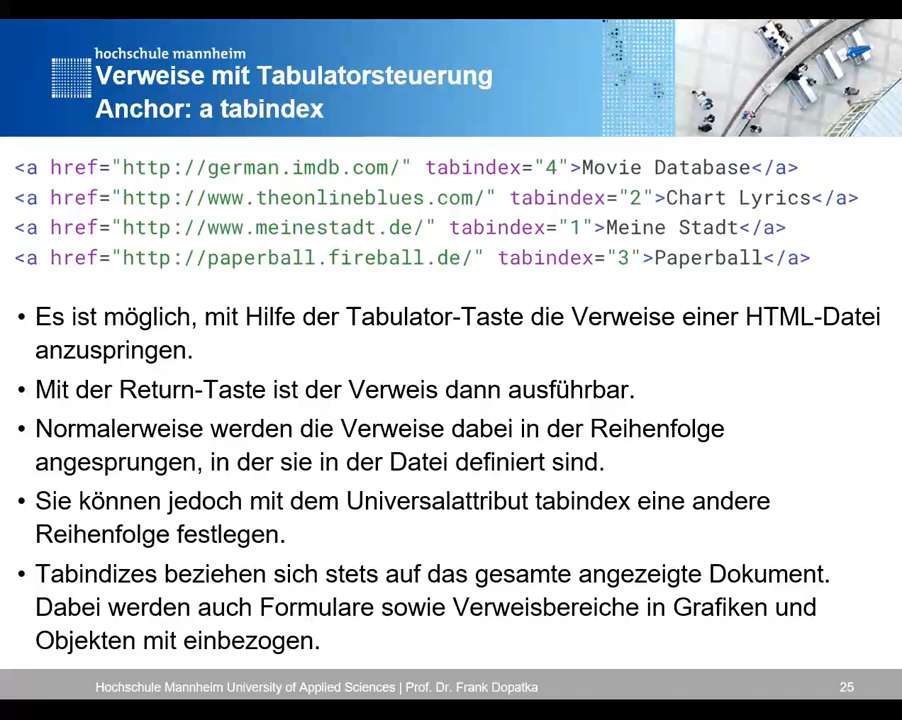 hochschule mannheim
Verweise mit Tabulatorsteuerung
Anchor: a tabindex
<a href="http://german.imdb.com/" tabindex="4">Movie Database</a>
<a href="http://www.theonlineblues.com/" tabindex="2">Chart Lyrics</a>
<a href="http://www.meinestadt.de/" tabindex="1">Meine Stadt</a>
<a href="http://paperball.fireball.de/" tabindex="3">Paperball</a>
• Es ist möglich, mit Hilfe der Tabulator-Taste die Verweise einer HTML-Datei
anzuspringen.
• Mit der Return-Taste ist der Verweis dann ausführbar.
• Normalerweise werden die Verweise dabei in der Reihenfolge
angesprungen, in der sie in der Datei definiert sind.
• Sie können jedoch mit dem Universalattribut tabindex eine andere
Reihenfolge festlegen.
• Tabindizes beziehen sich stets auf das gesamte angezeigte Dokument.
Dabei werden auch Formulare sowie Verweisbereiche in Grafiken und
Objekten mit einbezogen.
Hochschule Mannheim University of Applied Sciences | Prof. Dr. Frank Dopatka
25